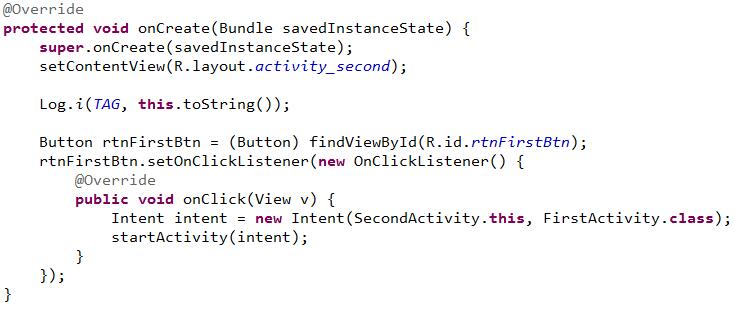 @Override
protected void onCreate(Bundle savedInstanceState) {
    super.onCreate(savedInstanceState);
    setContentView(R.layout.activity_second);

    Log.i(TAG, this.toString());

    Button rtnFirstBtn = (Button) findViewById(R.id.rtnFirstBtn);
    rtnFirstBtn.setOnClickListener(new OnClickListener() {
        @Override
        public void onClick(View v) {
            Intent intent = new Intent(SecondActivity.this, FirstActivity.class);
            startActivity(intent);
        }
    });
}